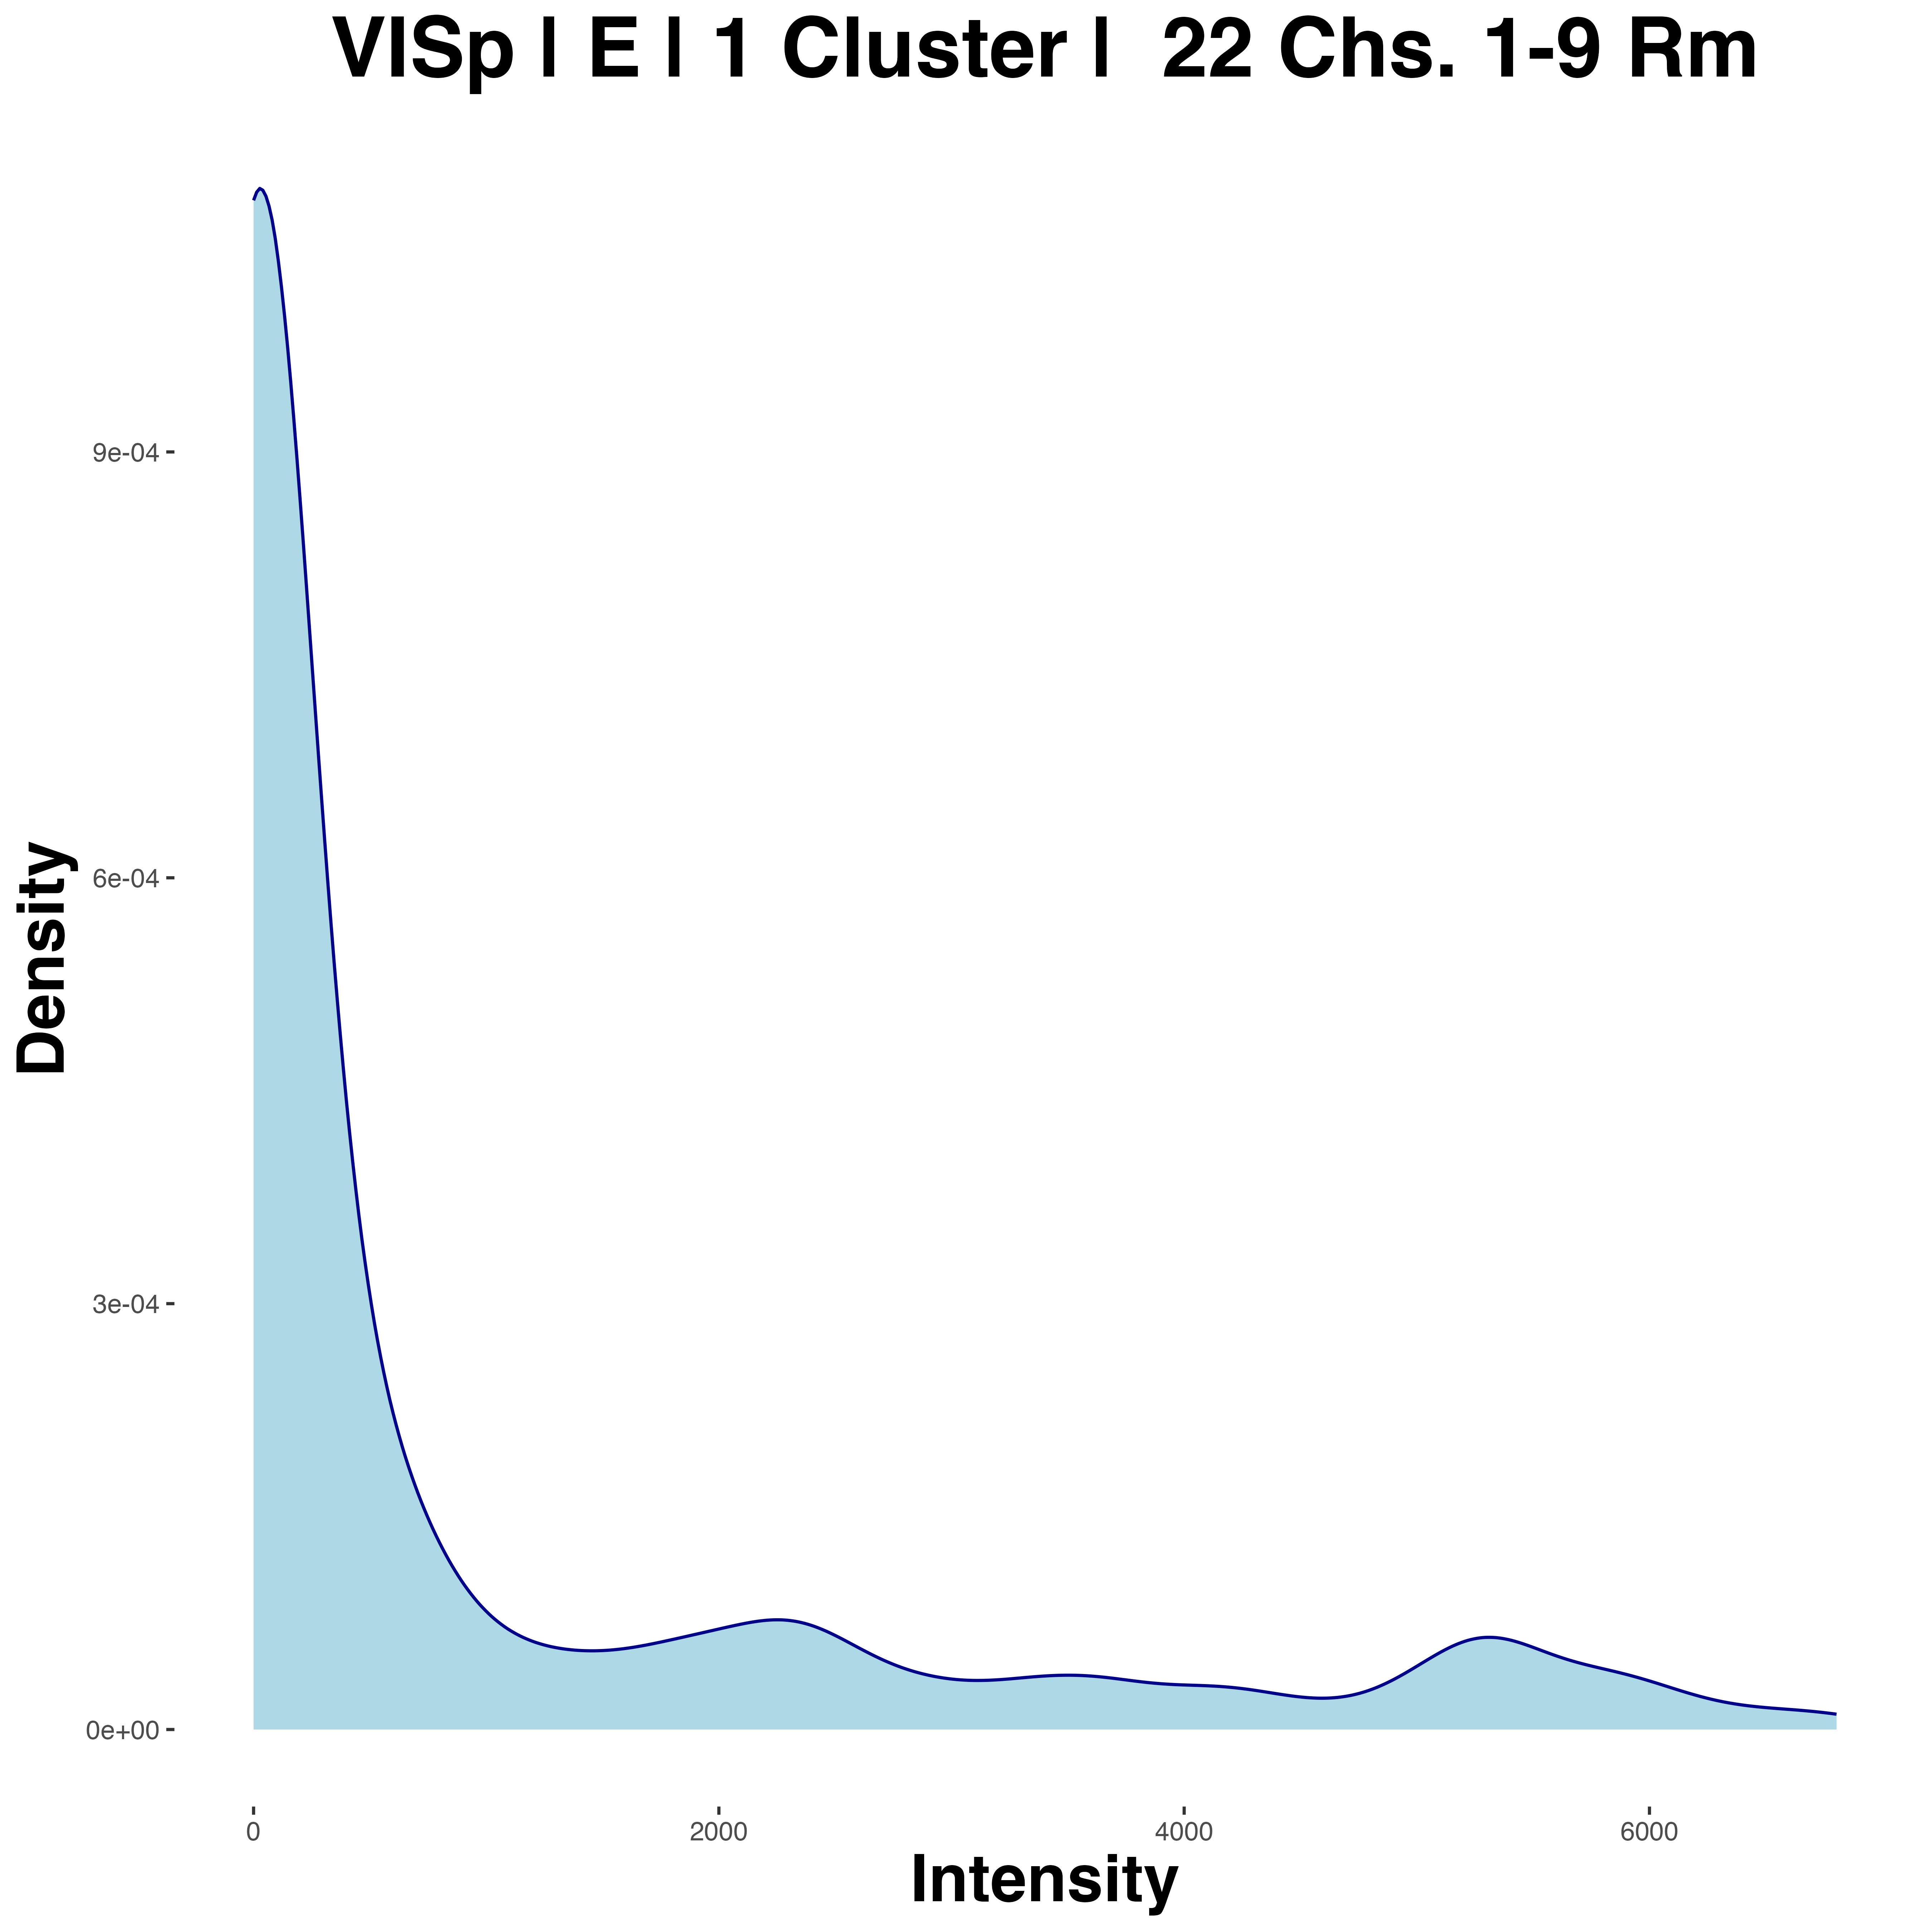 VISp | E | 1 Cluster | 22 Chs. 1-9 Rm
Density
9e-04
6e-04
3e-04
0e+00
0
2000
4000
6000
Intensity